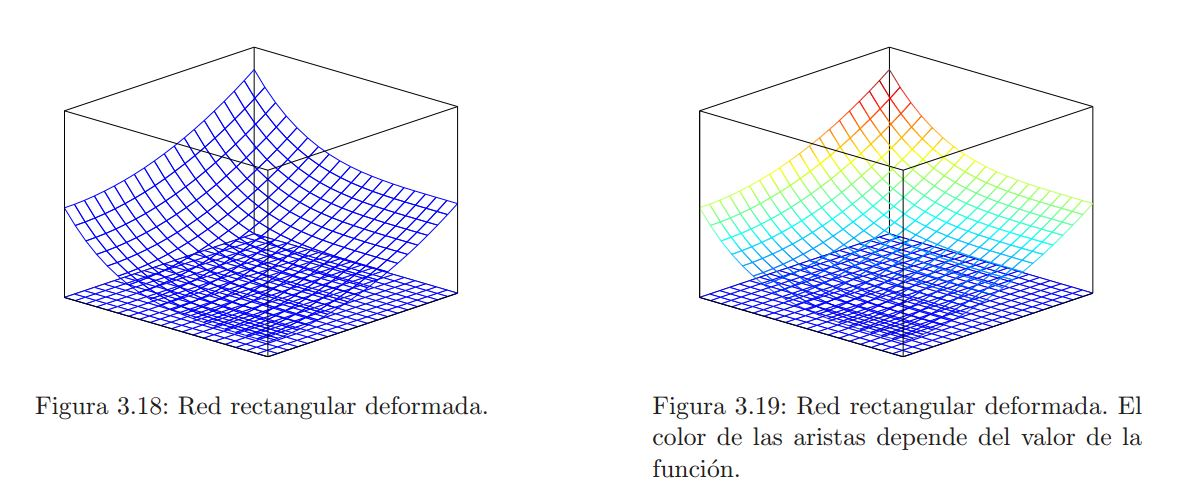 Figura 3.18: Red rectangular deformada.
Figura 3.19: Red rectangular deformada. El
color de las aristas depende del valor de la
función.